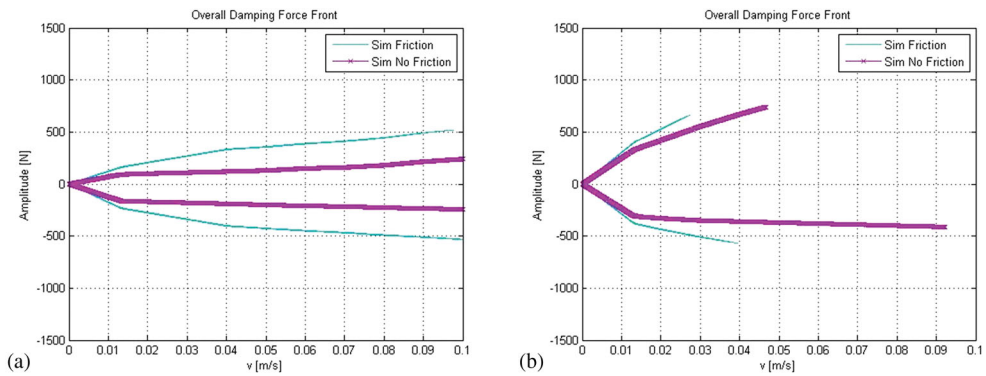 Overall Damping Force Front
1500
1000
500
0
-500
-1000
-1500
Amplitude [N]
Sim Friction
Sim No Friction
0 0.01 0.02 0.03 0.04 0.05 0.06 0.07 0.08 0.09 0.1
v [m/s]
(a)
Overall Damping Force Front
1500
1000
500
0
-500
-1000
-1500
Amplitude [N]
Sim Friction
Sim No Friction
0 0.01 0.02 0.03 0.04 0.05 0.06 0.07 0.08 0.09 0.1
v [m/s]
(b)